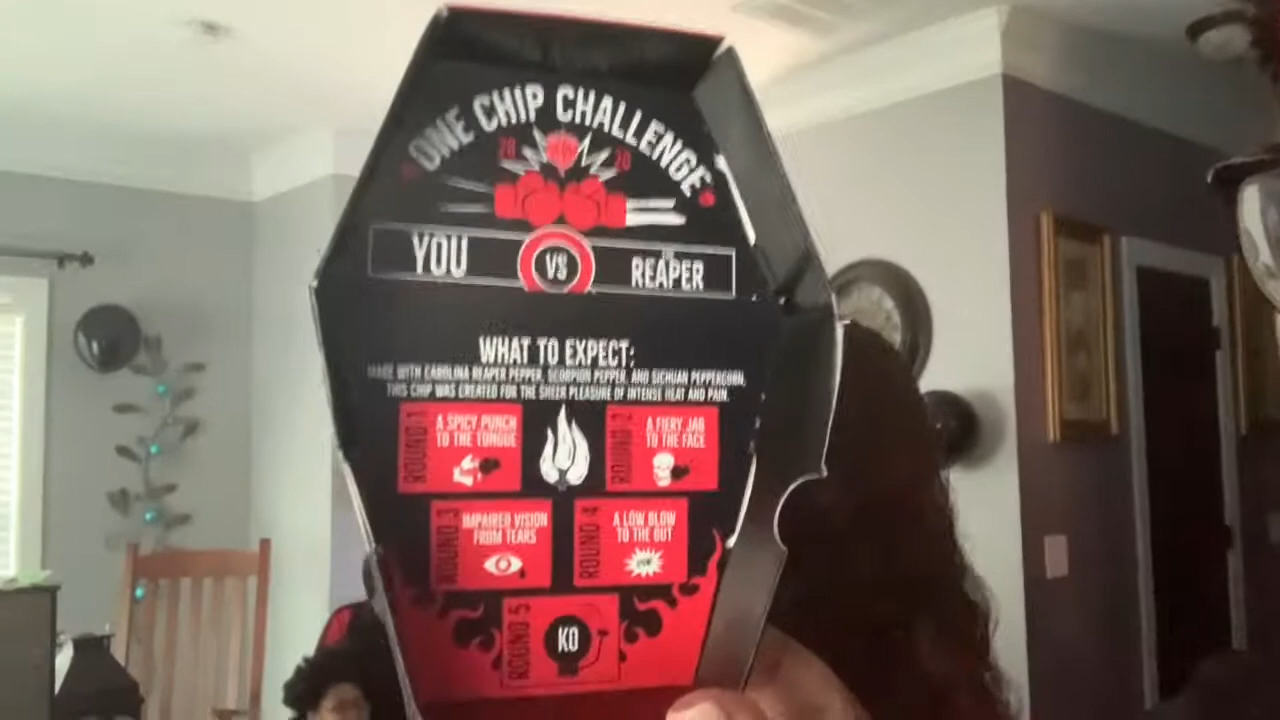 ONE CHIP CHALLENGE
20 20
YOU VS THE REAPER
WHAT TO EXPECT:
MADE WITH CAROLINA REAPER PEPPER, SCORPION PEPPER, AND SICHUAN PEPPERCORN,
THIS CHIP WAS CREATED FOR THE SHEER PLEASURE OF INTENSE HEAT AND PAIN.
ROUND 1
A SPICY PUNCH
TO THE TONGUE
ROUND 2
A FIERY JAB
TO THE FACE
ROUND 3
IMPAIRED VISION
FROM TEARS
ROUND 4
A LOW BLOW
TO THE GUT
ROUND 5
KO